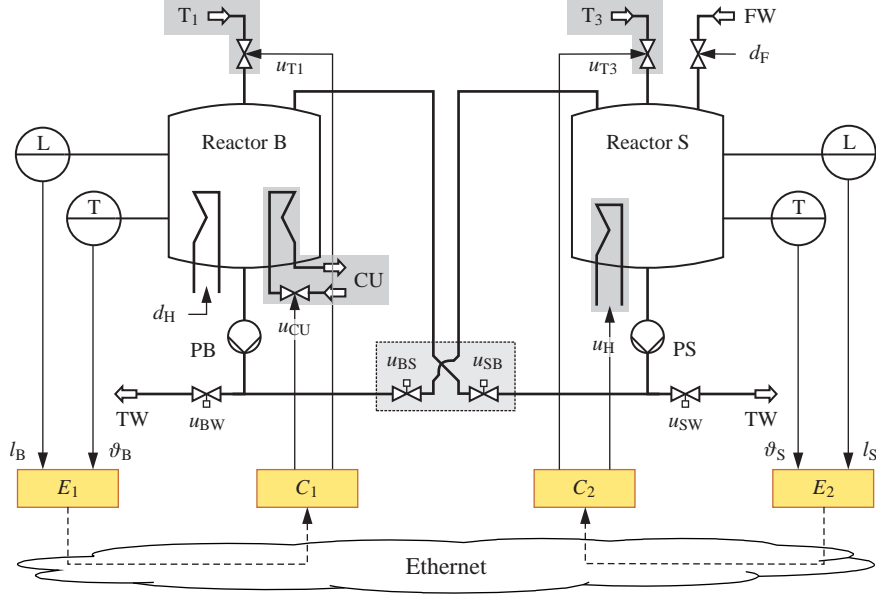 T1
T3
FW
uT1
uT3
dF
L
Reactor B
Reactor S
L
T
T
CU
dH
uCU
PB
uBS
uSB
uH
PS
TW
uBW
uSW
TW
lB
ϑB
ϑS
lS
E1
C1
C2
E2
Ethernet